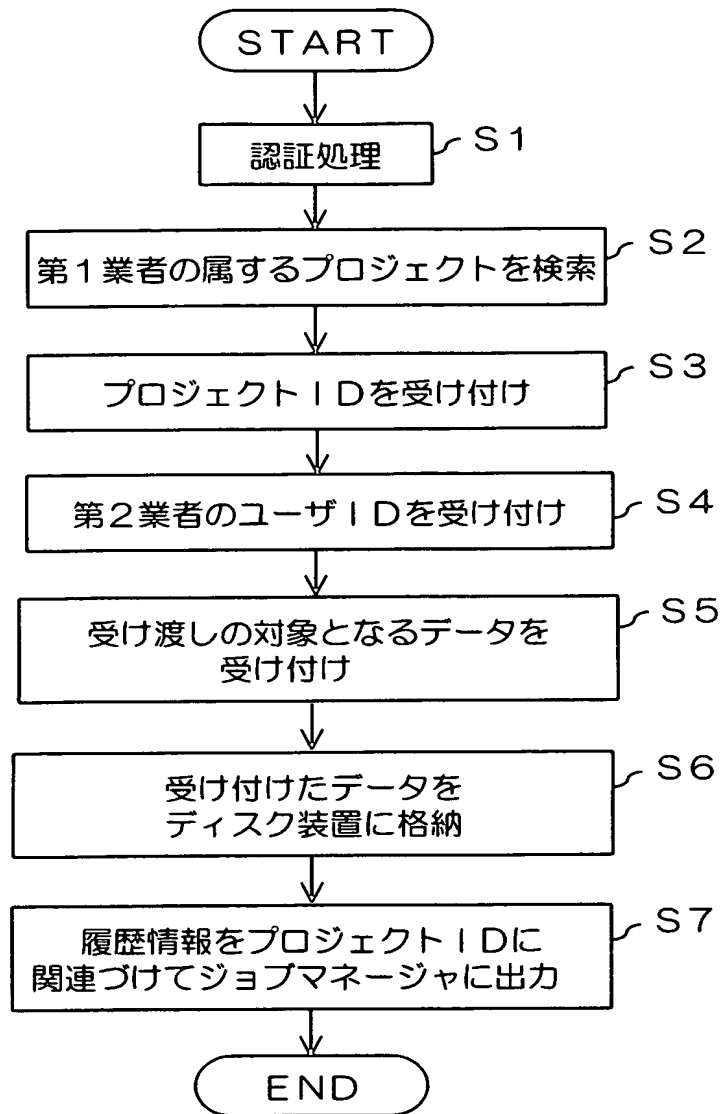 START
認証処理
S1
第1業者の属するプロジェクトを検索
S2
プロジェクトIDを受け付け
S3
第2業者のユーザIDを受け付け
S4
受け渡しの対象となるデータを
受け付け
S5
受け付けたデータを
ディスク装置に格納
S6
履歴情報をプロジェクトIDに
関連づけてジョブマネージャに出力
S7
END